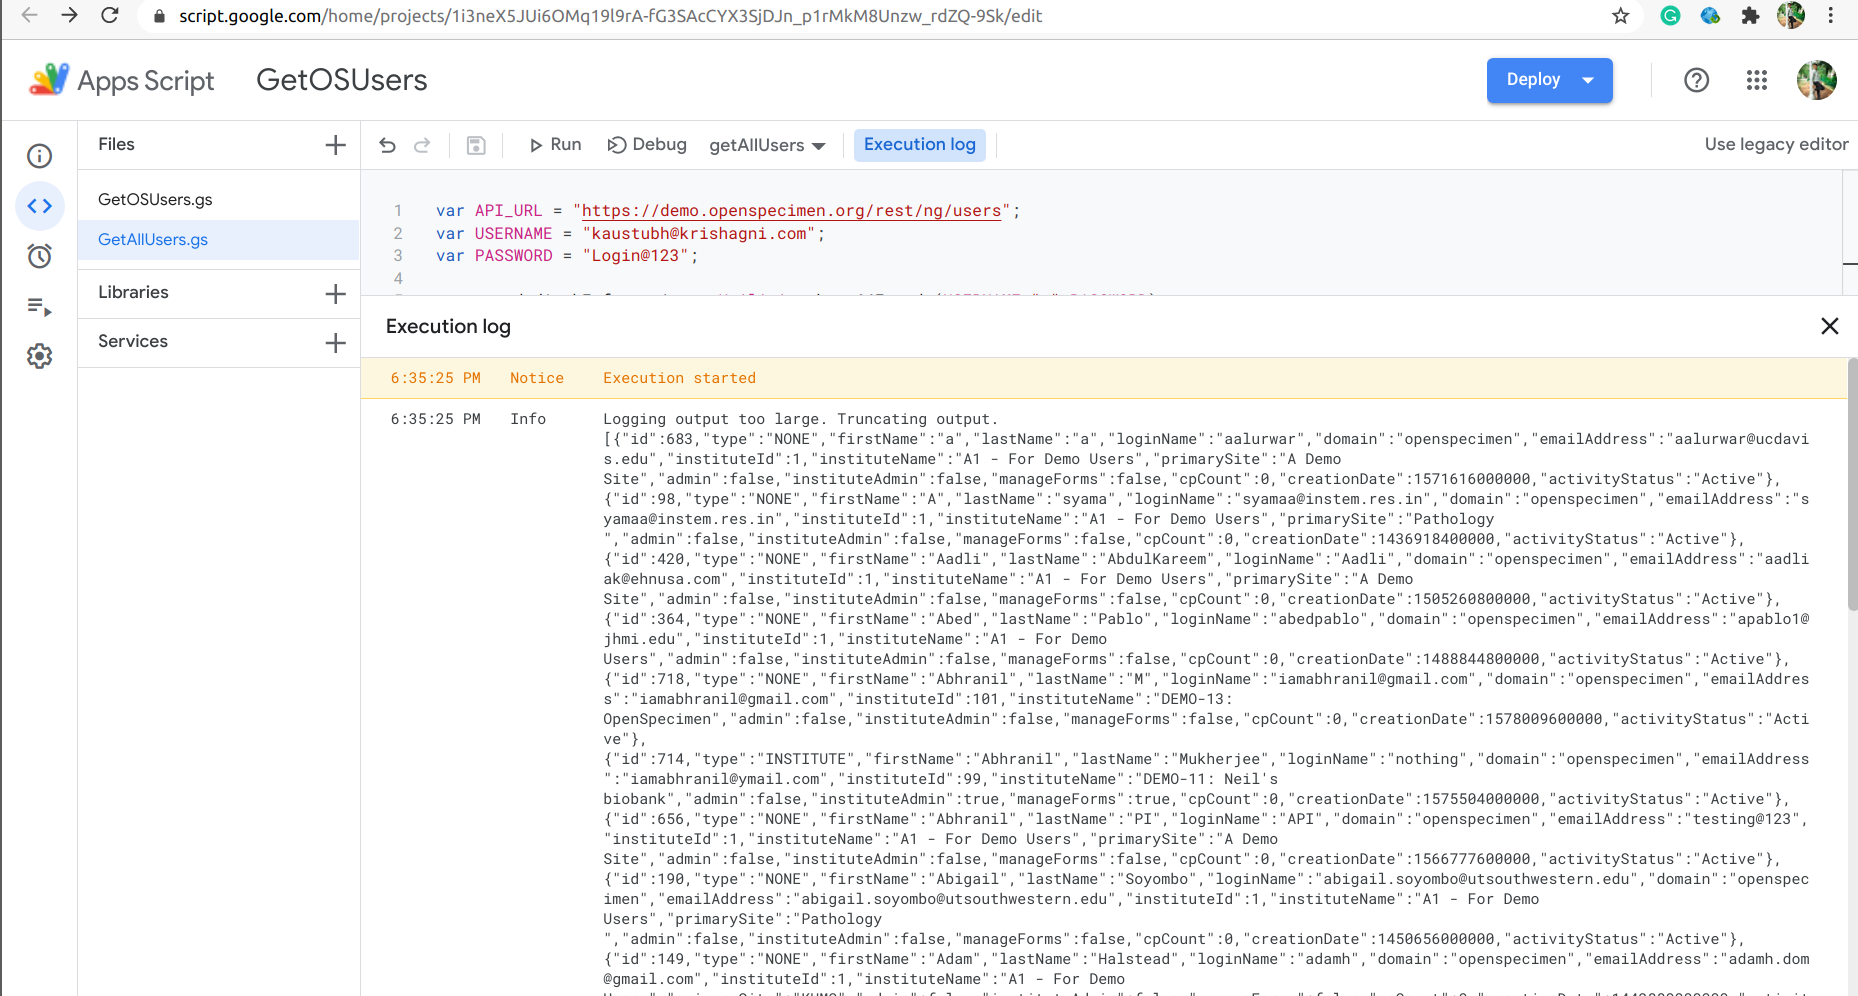 script.google.com/home/projects/1i3neX5JUi6OMq19l9rA-fG3SAcCYX3SjDJn_p1rMkM8Unzw_rdZQ-9Sk/edit
Apps Script GetOSUsers Deploy
Files Run Debug getAllUsers Execution log Use legacy editor
GetOSUsers.gs
GetAllUsers.gs
Libraries
Services
1 var API_URL = "https://demo.openspecimen.org/rest/ng/users";
2 var USERNAME = "kaustubh@krishagni.com";
3 var PASSWORD = "Login@123";
4
Execution log
6:35:25 PM Notice Execution started
6:35:25 PM Info Logging output too large. Truncating output.
[{"id":683,"type":"NONE","firstName":"a","lastName":"a","loginName":"aalurwar","domain":"openspecimen","emailAddress":"aalurwar@ucdavi
s.edu","instituteId":1,"instituteName":"A1 - For Demo Users","primarySite":"A Demo
Site","admin":false,"instituteAdmin":false,"manageForms":false,"cpCount":0,"creationDate":1571616000000,"activityStatus":"Active"},
{"id":98,"type":"NONE","firstName":"A","lastName":"syama","loginName":"syamaa@instem.res.in","domain":"openspecimen","emailAddress":"s
yamaa@instem.res.in","instituteId":1,"instituteName":"A1 - For Demo Users","primarySite":"Pathology
","admin":false,"instituteAdmin":false,"manageForms":false,"cpCount":0,"creationDate":1436918400000,"activityStatus":"Active"},
{"id":420,"type":"NONE","firstName":"Aadli","lastName":"AbdulKareem","loginName":"Aadli","domain":"openspecimen","emailAddress":"aadli
ak@ehnusa.com","instituteId":1,"instituteName":"A1 - For Demo Users","primarySite":"A Demo
Site","admin":false,"instituteAdmin":false,"manageForms":false,"cpCount":0,"creationDate":1505260800000,"activityStatus":"Active"},
{"id":364,"type":"NONE","firstName":"Abed","lastName":"Pablo","loginName":"abedpablo","domain":"openspecimen","emailAddress":"apablo1@
jhmi.edu","instituteId":1,"instituteName":"A1 - For Demo
Users","admin":false,"instituteAdmin":false,"manageForms":false,"cpCount":0,"creationDate":1488844800000,"activityStatus":"Active"},
{"id":718,"type":"NONE","firstName":"Abhranil","lastName":"M","loginName":"iamabhranil@gmail.com","domain":"openspecimen","emailAddres
s":"iamabhranil@gmail.com","instituteId":101,"instituteName":"DEMO-13:
OpenSpecimen","admin":false,"instituteAdmin":false,"manageForms":false,"cpCount":0,"creationDate":1578009600000,"activityStatus":"Acti
ve"},
{"id":714,"type":"INSTITUTE","firstName":"Abhranil","lastName":"Mukherjee","loginName":"nothing","domain":"openspecimen","emailAddress
":"iamabhranil@ymail.com","instituteId":99,"instituteName":"DEMO-11: Neil's
biobank","admin":false,"instituteAdmin":true,"manageForms":true,"cpCount":0,"creationDate":1575504000000,"activityStatus":"Active"},
{"id":656,"type":"NONE","firstName":"Abhranil","lastName":"PI","loginName":"API","domain":"openspecimen","emailAddress":"testing@123",
"instituteId":1,"instituteName":"A1 - For Demo Users","primarySite":"A Demo
Site","admin":false,"instituteAdmin":false,"manageForms":false,"cpCount":0,"creationDate":1566777600000,"activityStatus":"Active"},
{"id":190,"type":"NONE","firstName":"Abigail","lastName":"Soyombo","loginName":"abigail.soyombo@utsouthwestern.edu","domain":"openspec
imen","emailAddress":"abigail.soyombo@utsouthwestern.edu","instituteId":1,"instituteName":"A1 - For Demo
Users","primarySite":"Pathology
","admin":false,"instituteAdmin":false,"manageForms":false,"cpCount":0,"creationDate":1450656000000,"activityStatus":"Active"},
{"id":149,"type":"NONE","firstName":"Adam","lastName":"Halstead","loginName":"adamh","domain":"openspecimen","emailAddress":"adamh.dom
@gmail.com","instituteId":1,"instituteName":"A1 - For Demo